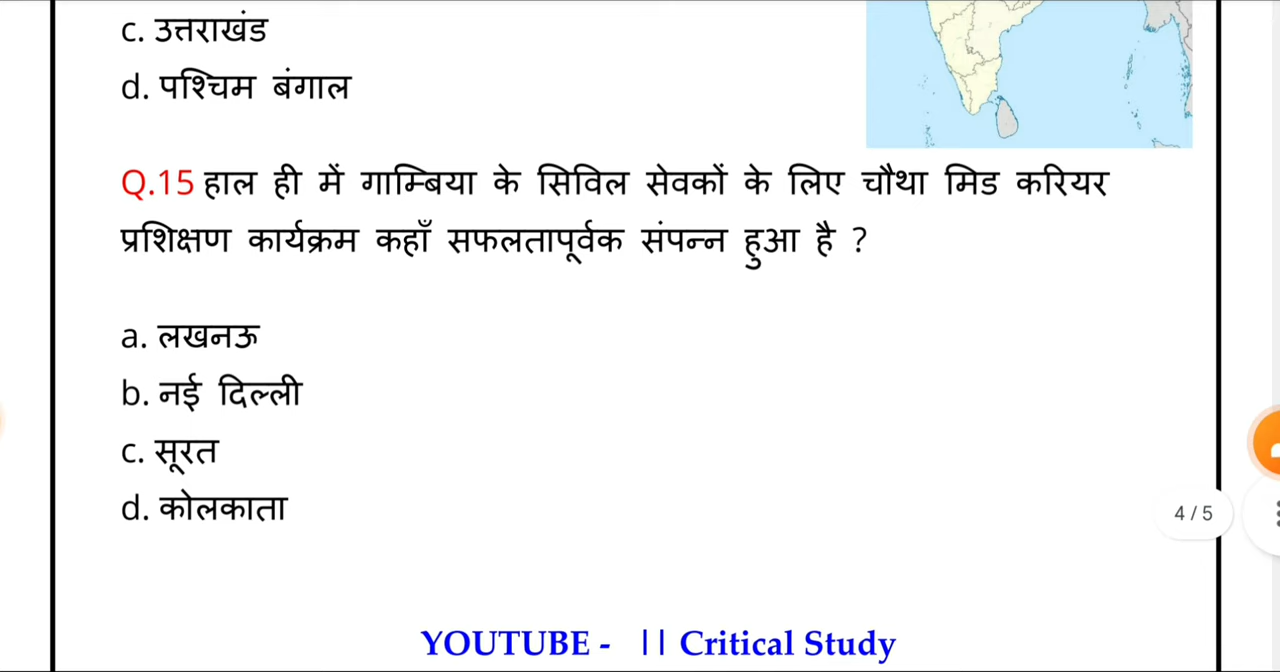 c. उत्तराखंड
d. पश्चिम बंगाल
Q.15 हाल ही में गाम्बिया के सिविल सेवकों के लिए चौथा मिड करियर
प्रशिक्षण कार्यक्रम कहाँ सफलतापूर्वक संपन्न हुआ है ?
a. लखनऊ
b. नई दिल्ली
c. सूरत
d. कोलकाता
4 / 5
YOUTUBE - || Critical Study